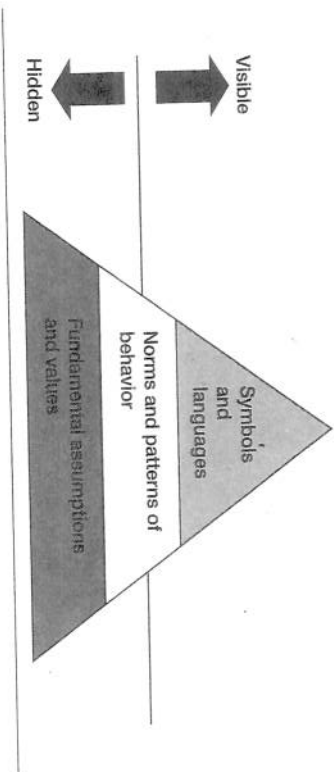 Visible
Hidden
Symbols
and
languages
Norms and patterns of
behavior
Fundamental assumptions
and values